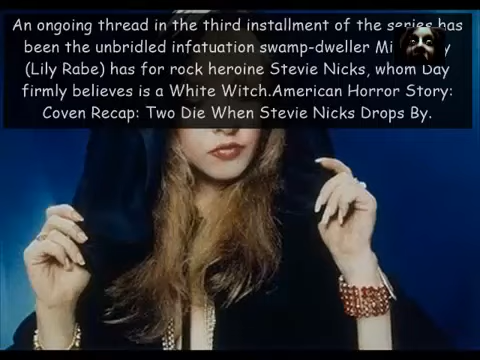 An ongoing thread in the third installment of the series has
been the unbridled infatuation swamp-dweller Mi y
(Lily Rabe) has for rock heroine Stevie Nicks, whom Day
firmly believes is a White Witch.American Horror Story:
Coven Recap: Two Die When Stevie Nicks Drops By.